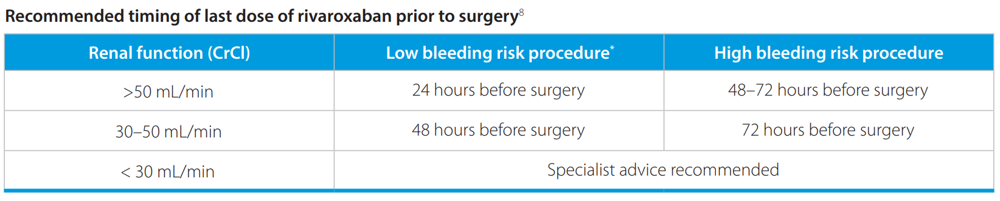 Recommended timing of last dose of rivaroxaban prior to surgery⁸
Renal function (CrCl) Low bleeding risk procedure* High bleeding risk procedure
>50 mL/min 24 hours before surgery 48–72 hours before surgery
30–50 mL/min 48 hours before surgery 72 hours before surgery
< 30 mL/min Specialist advice recommended